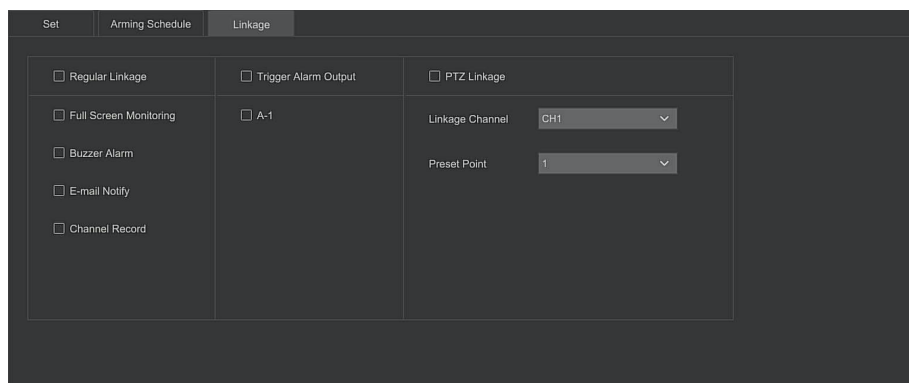 Set Arming Schedule Linkage
Regular Linkage Trigger Alarm Output PTZ Linkage
Full Screen Monitoring A-1 Linkage Channel CH1
Buzzer Alarm Preset Point 1
E-mail Notify
Channel Record